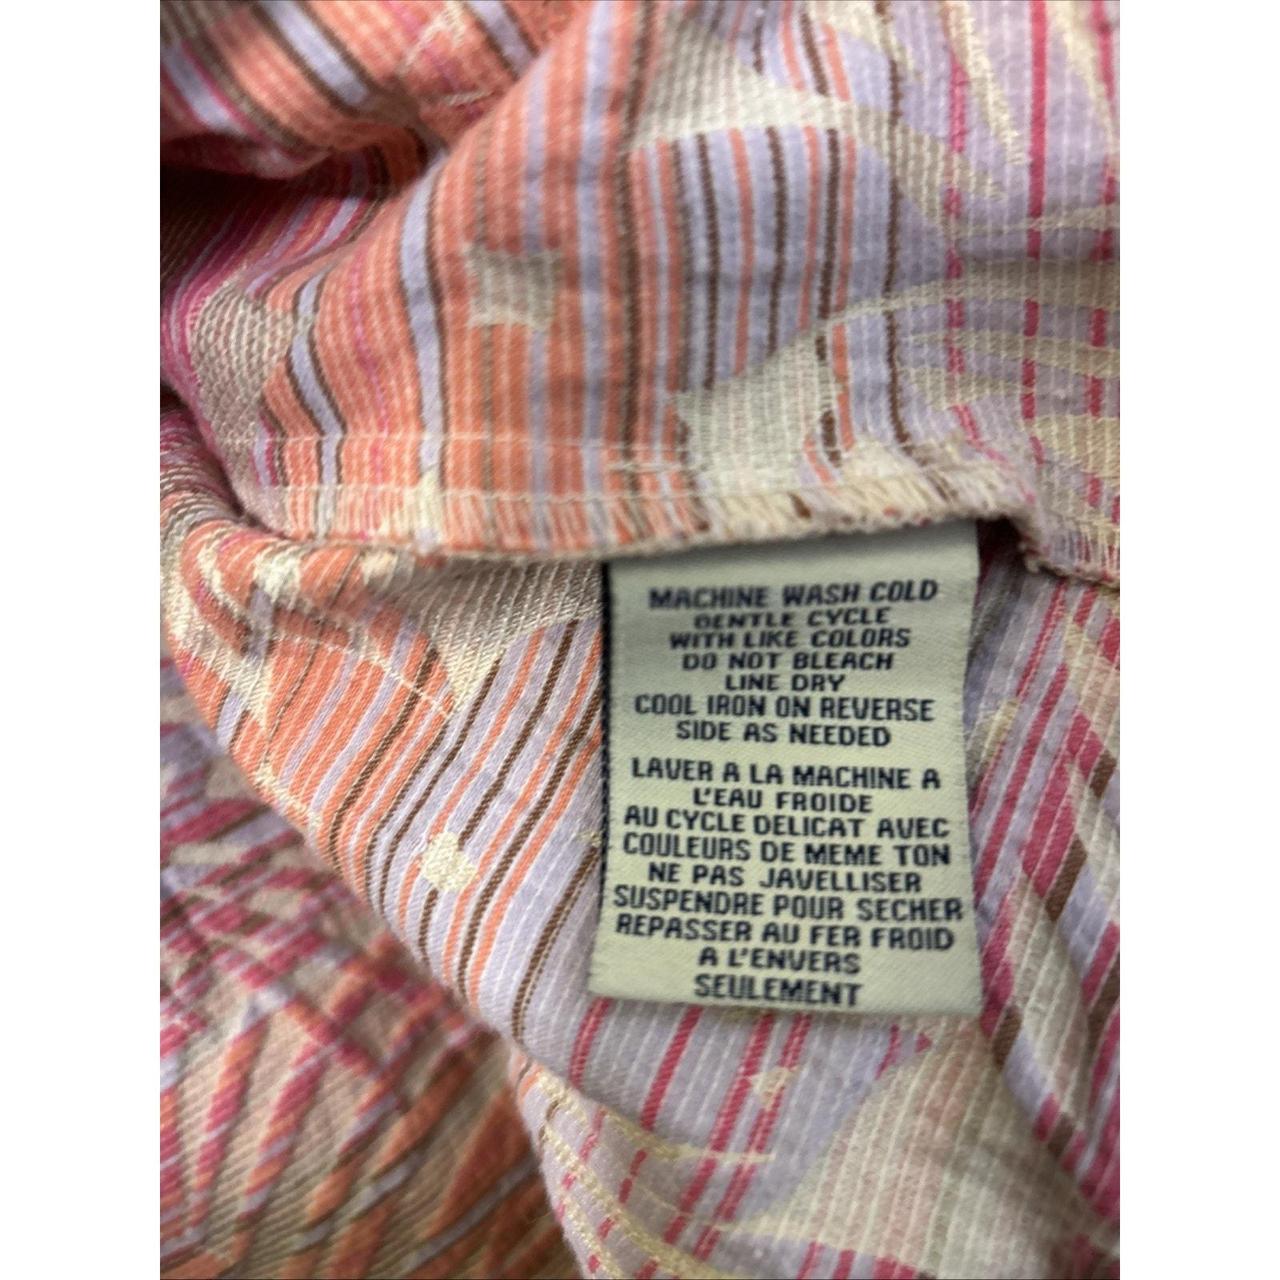 MACHINE WASH COLD
GENTLE CYCLE
WITH LIKE COLORS
DO NOT BLEACH
LINE DRY
COOL IRON ON REVERSE
SIDE AS NEEDED
LAVER A LA MACHINE A
L'EAU FROIDE
AU CYCLE DELICAT AVEC
COULEURS DE MEME TON
NE PAS JAVELLISER
SUSPENDRE POUR SECHER
REPASSER AU FER FROID
A L'ENVERS
SEULEMENT